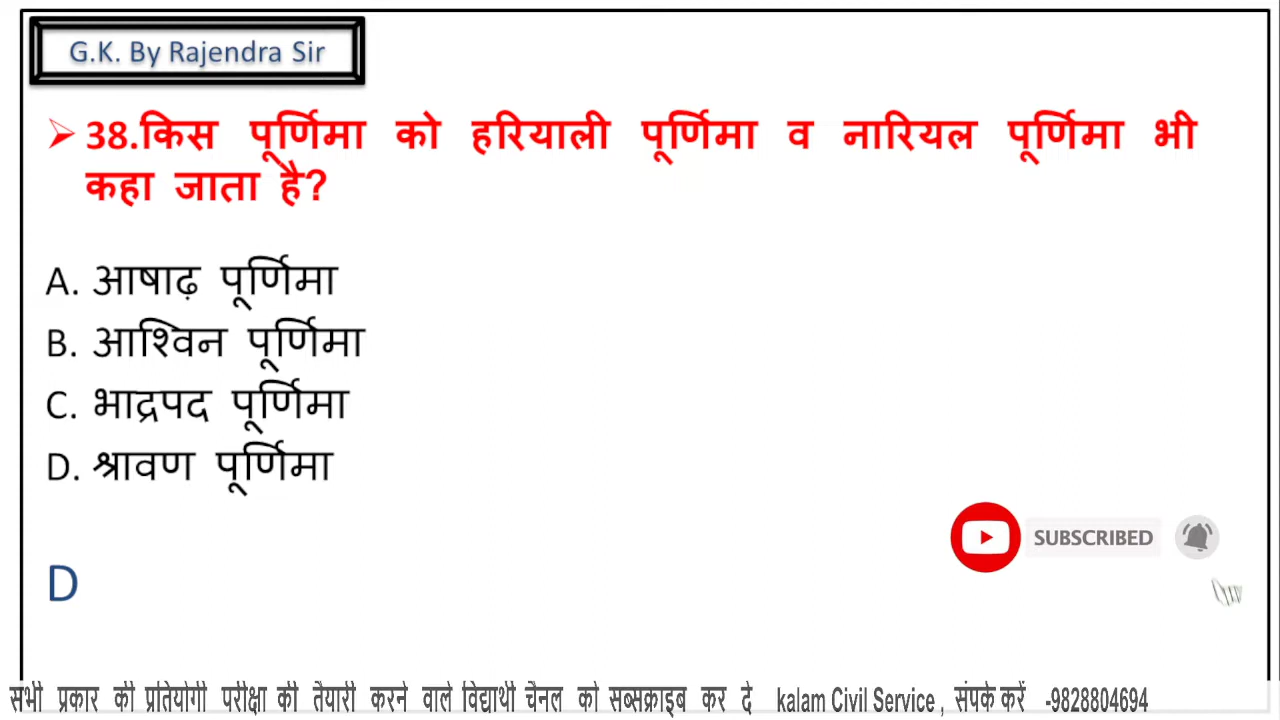 G.K. By Rajendra Sir
38.किस पूर्णिमा को हरियाली पूर्णिमा व नारियल पूर्णिमा भी
कहा जाता है?
A. आषाढ़ पूर्णिमा
B. आश्विन पूर्णिमा
C. भाद्रपद पूर्णिमा
D. श्रावण पूर्णिमा
SUBSCRIBED
D
सभी प्रकार की प्रतियोगी परीक्षा की तैयारी करने वाले विद्यार्थी चैनल को सब्सक्राइब कर दे kalam Civil Service , संपर्क करें -9828804694